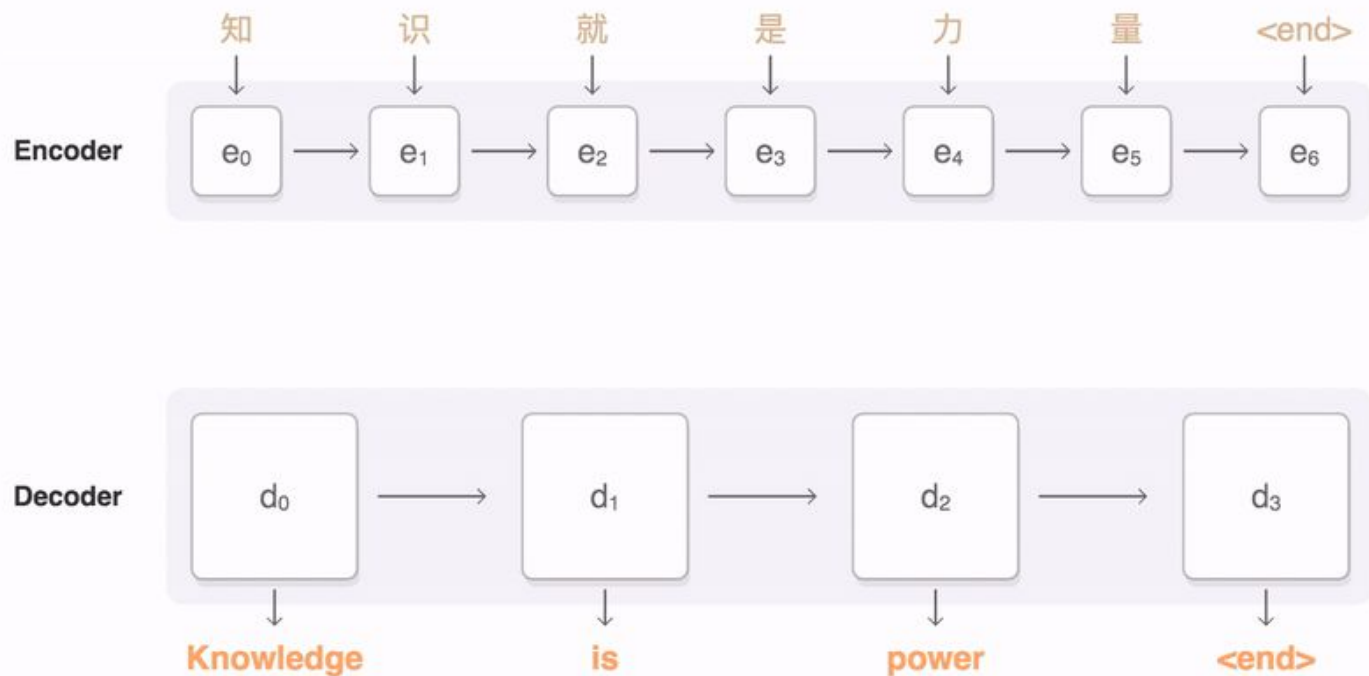 知 识 就 是 力 量 <end>
Encoder e₀ e₁ e₂ e₃ e₄ e₅ e₆
Decoder d₀ d₁ d₂ d₃
Knowledge is power <end>